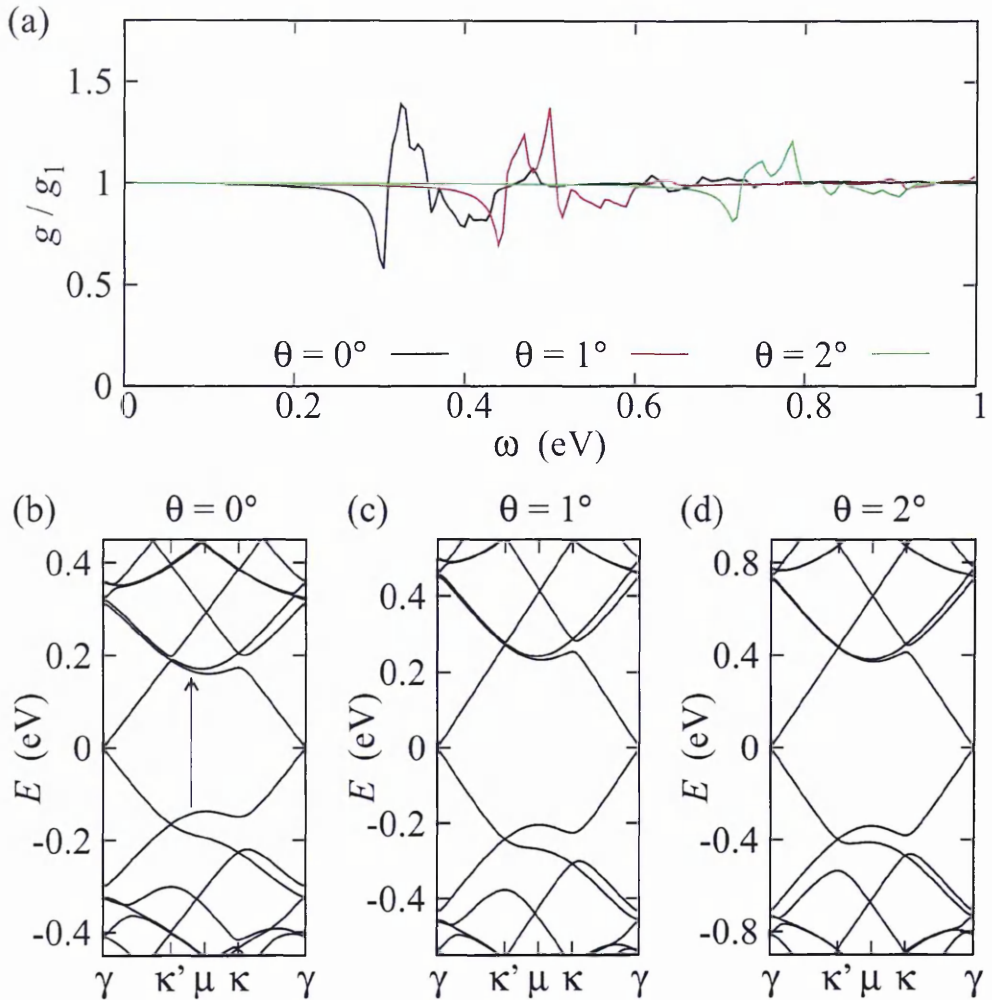 (a)
1.5
1
0.5
0
g / g₁
θ = 0° θ = 1° θ = 2°
0 0.2 0.4 0.6 0.8 1
ω (eV)
(b) θ = 0° (c) θ = 1° (d) θ = 2°
0.4
0.2
0
-0.2
-0.4
E (eV)
γ κ' μ κ γ
0.4
0.2
0
-0.2
-0.4
E (eV)
γ κ' μ κ γ
0.8
0.4
0
-0.4
-0.8
E (eV)
γ κ' μ κ γ